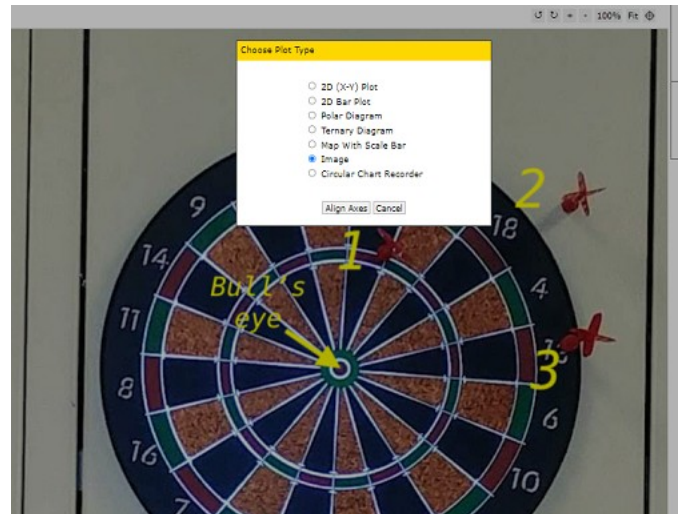 ↺ ↻ + - 100% Fit
Choose Plot Type
2D (X-Y) Plot
2D Bar Plot
Polar Diagram
Ternary Diagram
Map With Scale Bar
Image
Circular Chart Recorder
Align Axes Cancel
2
9
18
1
14
4
Bull's
eye
11
3
8
6
16
10
7